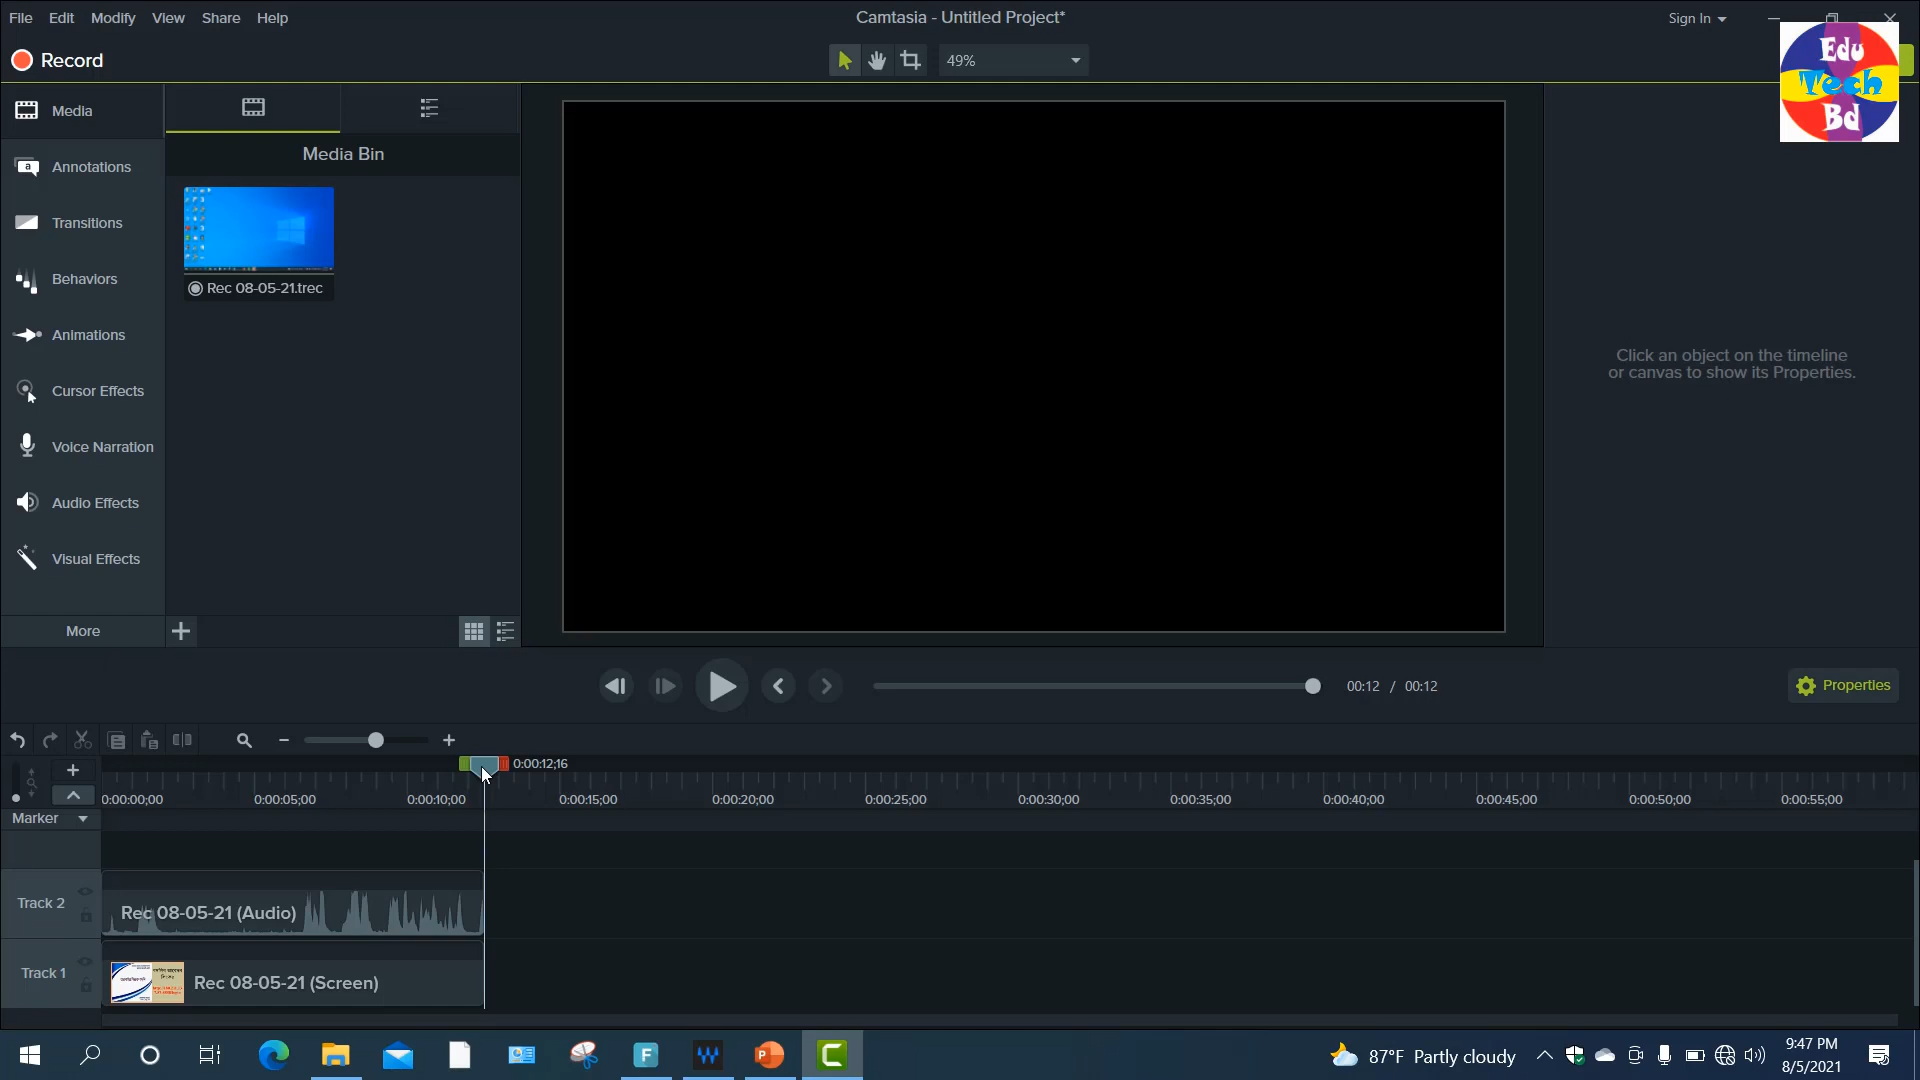 File Edit Modify View Share Help
Camtasia - Untitled Project*
Sign In
Record
49%
Edu
Tech
Bd
Media
Annotations
Transitions
Behaviors
Animations
Cursor Effects
Voice Narration
Audio Effects
Visual Effects
More
Media Bin
Rec 08-05-21.trec
Click an object on the timeline
or canvas to show its Properties.
00:12 / 00:12
Properties
0:00:12;16
0:00:00;00 0:00:05;00 0:00:10;00 0:00:15;00 0:00:20;00 0:00:25;00 0:00:30;00 0:00:35;00 0:00:40;00 0:00:45;00 0:00:50;00 0:00:55;00
Marker
Track 2
Rec 08-05-21 (Audio)
Track 1
Rec 08-05-21 (Screen)
87°F Partly cloudy
9:47 PM
8/5/2021